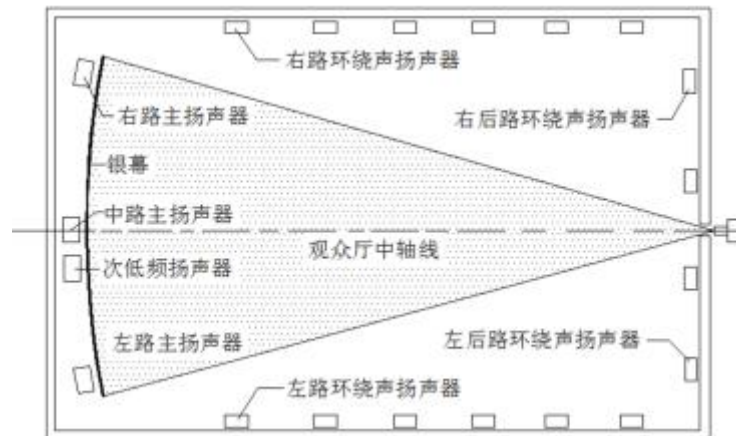 右路环绕声扬声器
右路主扬声器
右后路环绕声扬声器
银幕
中路主扬声器
观众厅中轴线
次低频扬声器
左路主扬声器
左后路环绕声扬声器
左路环绕声扬声器